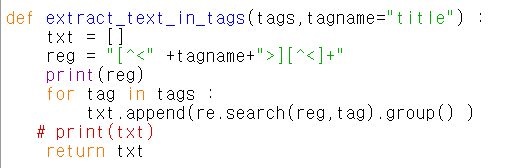 def extract_text_in_tags(tags,tagname="title") :
    txt = []
    reg = "[^<" +tagname+">][^<]+"
    print(reg)
    for tag in tags :
        txt.append(re.search(reg,tag).group() )
   # print(txt)
    return txt